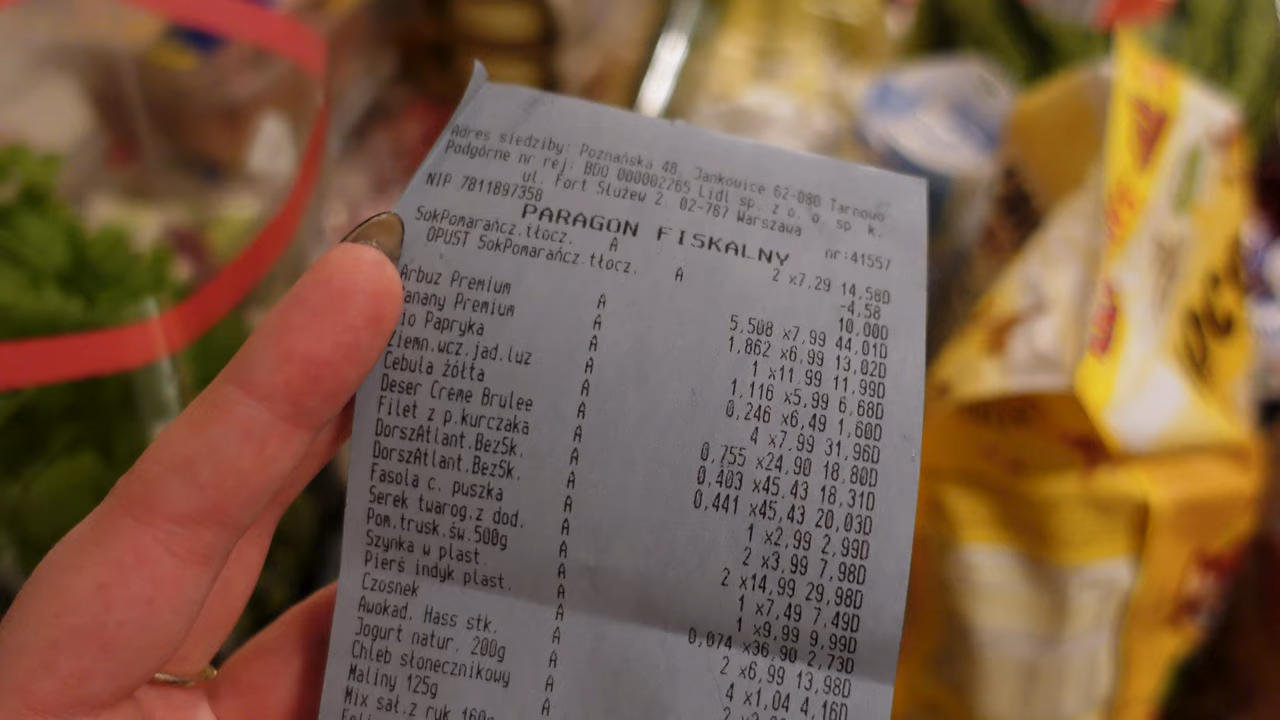 Adres siedziby: Poznańska 48, Jankowice 62-080 Tarnowo
Podgórne nr rej: BDO 000002265 Lidl sp. z o. o. sp. k.
ul. Fort Służew 2, 02-787 Warszawa
NIP 7811897358 nr:41557
PARAGON FISKALNY
SokPomarańcz.tłocz. A 2 x7,29 14,58D
OPUST SokPomarańcz.tłocz. A -4,58
10,00D
Arbuz Premium A 5,508 x7,99 44,01D
anany Premium A 1,862 x6,99 13,02D
io Papryka A 1 x11,99 11,99D
Ziemn.wcz.jad.luz A 1,116 x5,99 6,68D
Cebula żółta A 0,246 x6,49 1,60D
Deser Creme Brulee A 4 x7,99 31,96D
Filet z p.kurczaka A 0,755 x24,90 18,80D
DorszAtlant.BezSk. A 0,403 x45,43 18,31D
DorszAtlant.BezSk. A 0,441 x45,43 20,03D
Fasola c. puszka A 1 x2,99 2,99D
Serek twarog.z dod. A 2 x3,99 7,98D
Pom.trusk.św.500g A 2 x14,99 29,98D
Szynka w plast. A 1 x7,49 7,49D
Pierś indyk plast. A 1 x9,99 9,99D
Czosnek A 0,074 x36,90 2,73D
Awokad. Hass stk. A 2 x6,99 13,98D
Jogurt natur. 200g A 4 x1,04 4,16D
Chleb słonecznikowy A
Maliny 125g
Mix sał.z ruk 160g